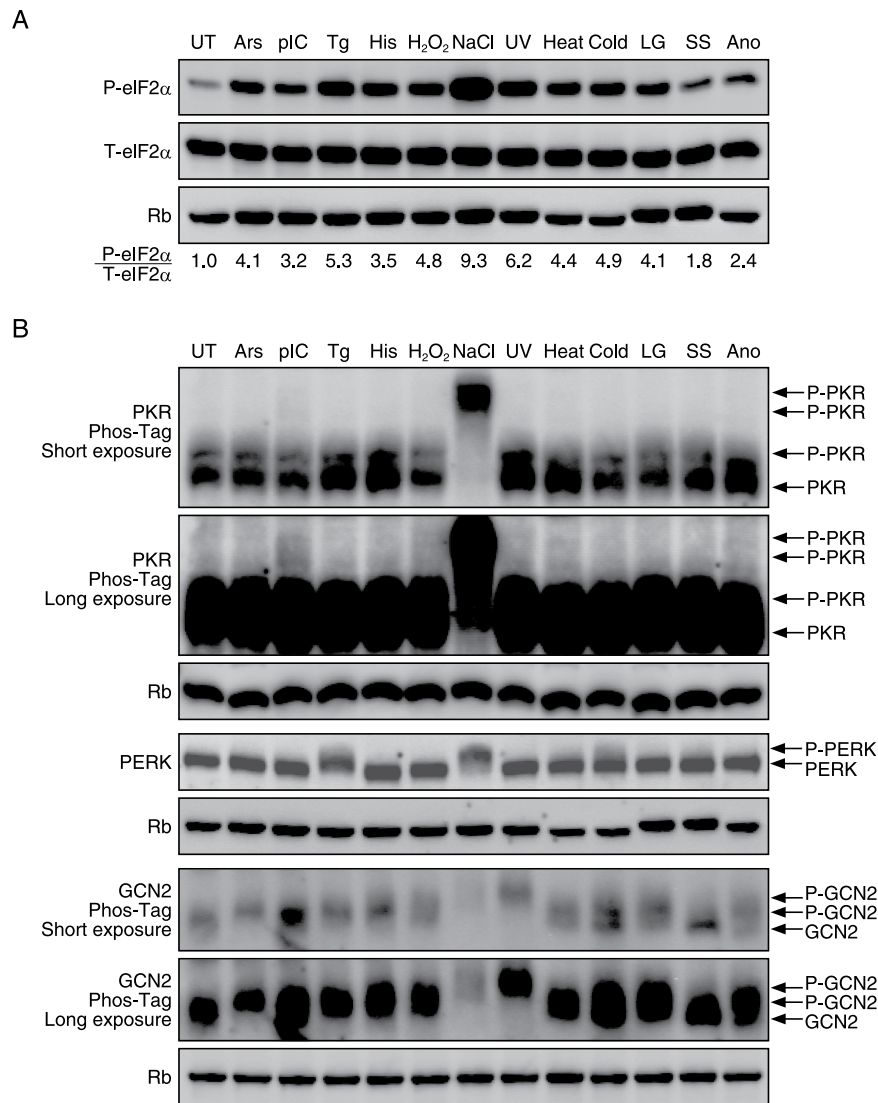 A
UT Ars pIC Tg His H₂O₂ NaCl UV Heat Cold LG SS Ano
P-eIF2α
T-eIF2α
Rb
P-eIF2α
T-eIF2α
1.0 4.1 3.2 5.3 3.5 4.8 9.3 6.2 4.4 4.9 4.1 1.8 2.4
B
UT Ars pIC Tg His H₂O₂ NaCl UV Heat Cold LG SS Ano
PKR
Phos-Tag
Short exposure
P-PKR
P-PKR
P-PKR
PKR
PKR
Phos-Tag
Long exposure
P-PKR
P-PKR
P-PKR
PKR
Rb
PERK
P-PERK
PERK
Rb
GCN2
Phos-Tag
Short exposure
P-GCN2
P-GCN2
GCN2
GCN2
Phos-Tag
Long exposure
P-GCN2
P-GCN2
GCN2
Rb